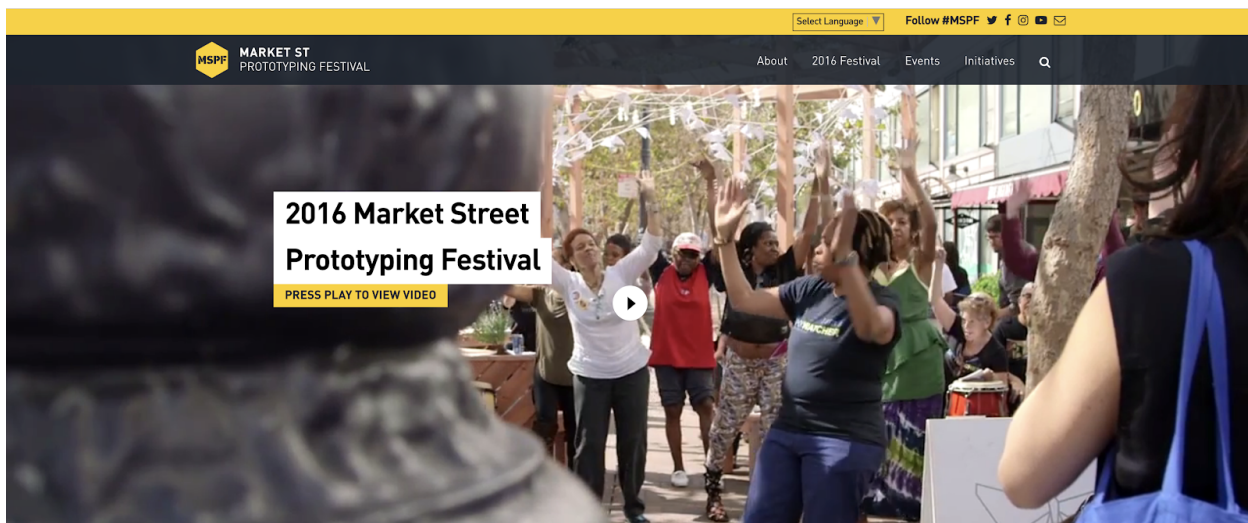 Select Language
Follow #MSPF
MSPF
MARKET ST
PROTOTYPING FESTIVAL
About
2016 Festival
Events
Initiatives
2016 Market Street
Prototyping Festival
PRESS PLAY TO VIEW VIDEO